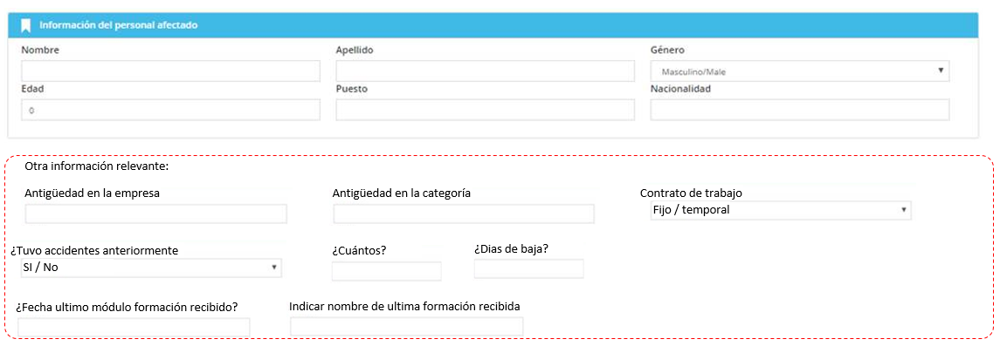 Información del personal afectado
Nombre Apellido Género
Masculino/Male
Edad Puesto Nacionalidad
0
Otra información relevante:
Antigüedad en la empresa Antigüedad en la categoría Contrato de trabajo
Fijo / temporal
¿Tuvo accidentes anteriormente ¿Cuántos? ¿Dias de baja?
SI / No
¿Fecha ultimo módulo formación recibido? Indicar nombre de ultima formación recibida